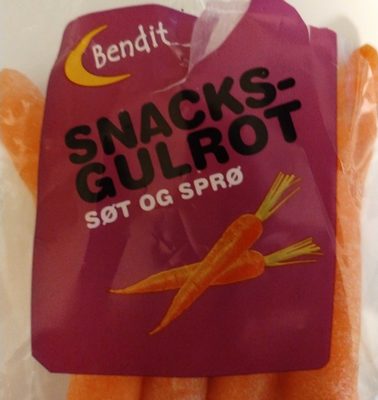 Bendit
SNACKS-
GULROT
SØT OG SPRØ